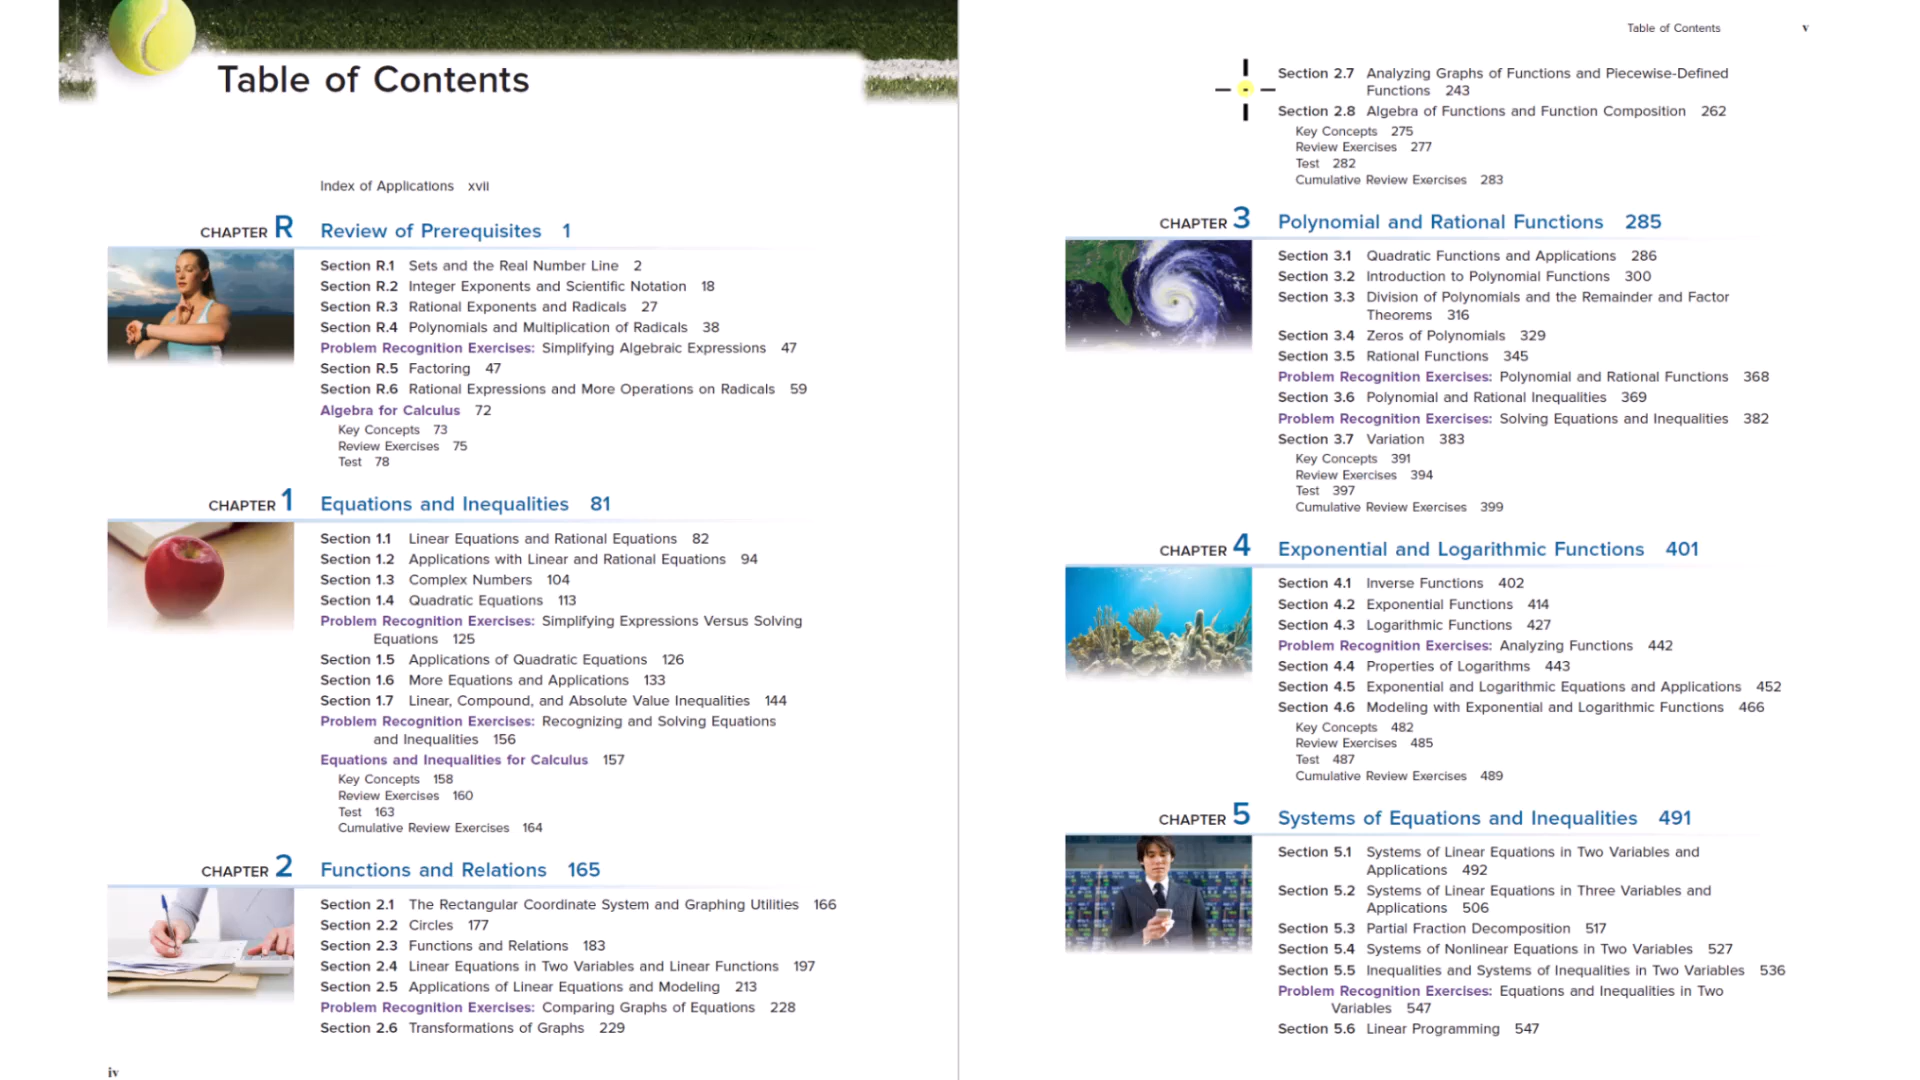 Table of Contents
Index of Applications xvii
CHAPTER R Review of Prerequisites 1
Section R.1 Sets and the Real Number Line 2
Section R.2 Integer Exponents and Scientific Notation 18
Section R.3 Rational Exponents and Radicals 27
Section R.4 Polynomials and Multiplication of Radicals 38
Problem Recognition Exercises: Simplifying Algebraic Expressions 47
Section R.5 Factoring 47
Section R.6 Rational Expressions and More Operations on Radicals 59
Algebra for Calculus 72
Key Concepts 73
Review Exercises 75
Test 78
CHAPTER 1 Equations and Inequalities 81
Section 1.1 Linear Equations and Rational Equations 82
Section 1.2 Applications with Linear and Rational Equations 94
Section 1.3 Complex Numbers 104
Section 1.4 Quadratic Equations 113
Problem Recognition Exercises: Simplifying Expressions Versus Solving
Equations 125
Section 1.5 Applications of Quadratic Equations 126
Section 1.6 More Equations and Applications 133
Section 1.7 Linear, Compound, and Absolute Value Inequalities 144
Problem Recognition Exercises: Recognizing and Solving Equations
and Inequalities 156
Equations and Inequalities for Calculus 157
Key Concepts 158
Review Exercises 160
Test 163
Cumulative Review Exercises 164
CHAPTER 2 Functions and Relations 165
Section 2.1 The Rectangular Coordinate System and Graphing Utilities 166
Section 2.2 Circles 177
Section 2.3 Functions and Relations 183
Section 2.4 Linear Equations in Two Variables and Linear Functions 197
Section 2.5 Applications of Linear Equations and Modeling 213
Problem Recognition Exercises: Comparing Graphs of Equations 228
Section 2.6 Transformations of Graphs 229
iv
Table of Contents v
Section 2.7 Analyzing Graphs of Functions and Piecewise-Defined
Functions 243
Section 2.8 Algebra of Functions and Function Composition 262
Key Concepts 275
Review Exercises 277
Test 282
Cumulative Review Exercises 283
CHAPTER 3 Polynomial and Rational Functions 285
Section 3.1 Quadratic Functions and Applications 286
Section 3.2 Introduction to Polynomial Functions 300
Section 3.3 Division of Polynomials and the Remainder and Factor
Theorems 316
Section 3.4 Zeros of Polynomials 329
Section 3.5 Rational Functions 345
Problem Recognition Exercises: Polynomial and Rational Functions 368
Section 3.6 Polynomial and Rational Inequalities 369
Problem Recognition Exercises: Solving Equations and Inequalities 382
Section 3.7 Variation 383
Key Concepts 391
Review Exercises 394
Test 397
Cumulative Review Exercises 399
CHAPTER 4 Exponential and Logarithmic Functions 401
Section 4.1 Inverse Functions 402
Section 4.2 Exponential Functions 414
Section 4.3 Logarithmic Functions 427
Problem Recognition Exercises: Analyzing Functions 442
Section 4.4 Properties of Logarithms 443
Section 4.5 Exponential and Logarithmic Equations and Applications 452
Section 4.6 Modeling with Exponential and Logarithmic Functions 466
Key Concepts 482
Review Exercises 485
Test 487
Cumulative Review Exercises 489
CHAPTER 5 Systems of Equations and Inequalities 491
Section 5.1 Systems of Linear Equations in Two Variables and
Applications 492
Section 5.2 Systems of Linear Equations in Three Variables and
Applications 506
Section 5.3 Partial Fraction Decomposition 517
Section 5.4 Systems of Nonlinear Equations in Two Variables 527
Section 5.5 Inequalities and Systems of Inequalities in Two Variables 536
Problem Recognition Exercises: Equations and Inequalities in Two
Variables 547
Section 5.6 Linear Programming 547